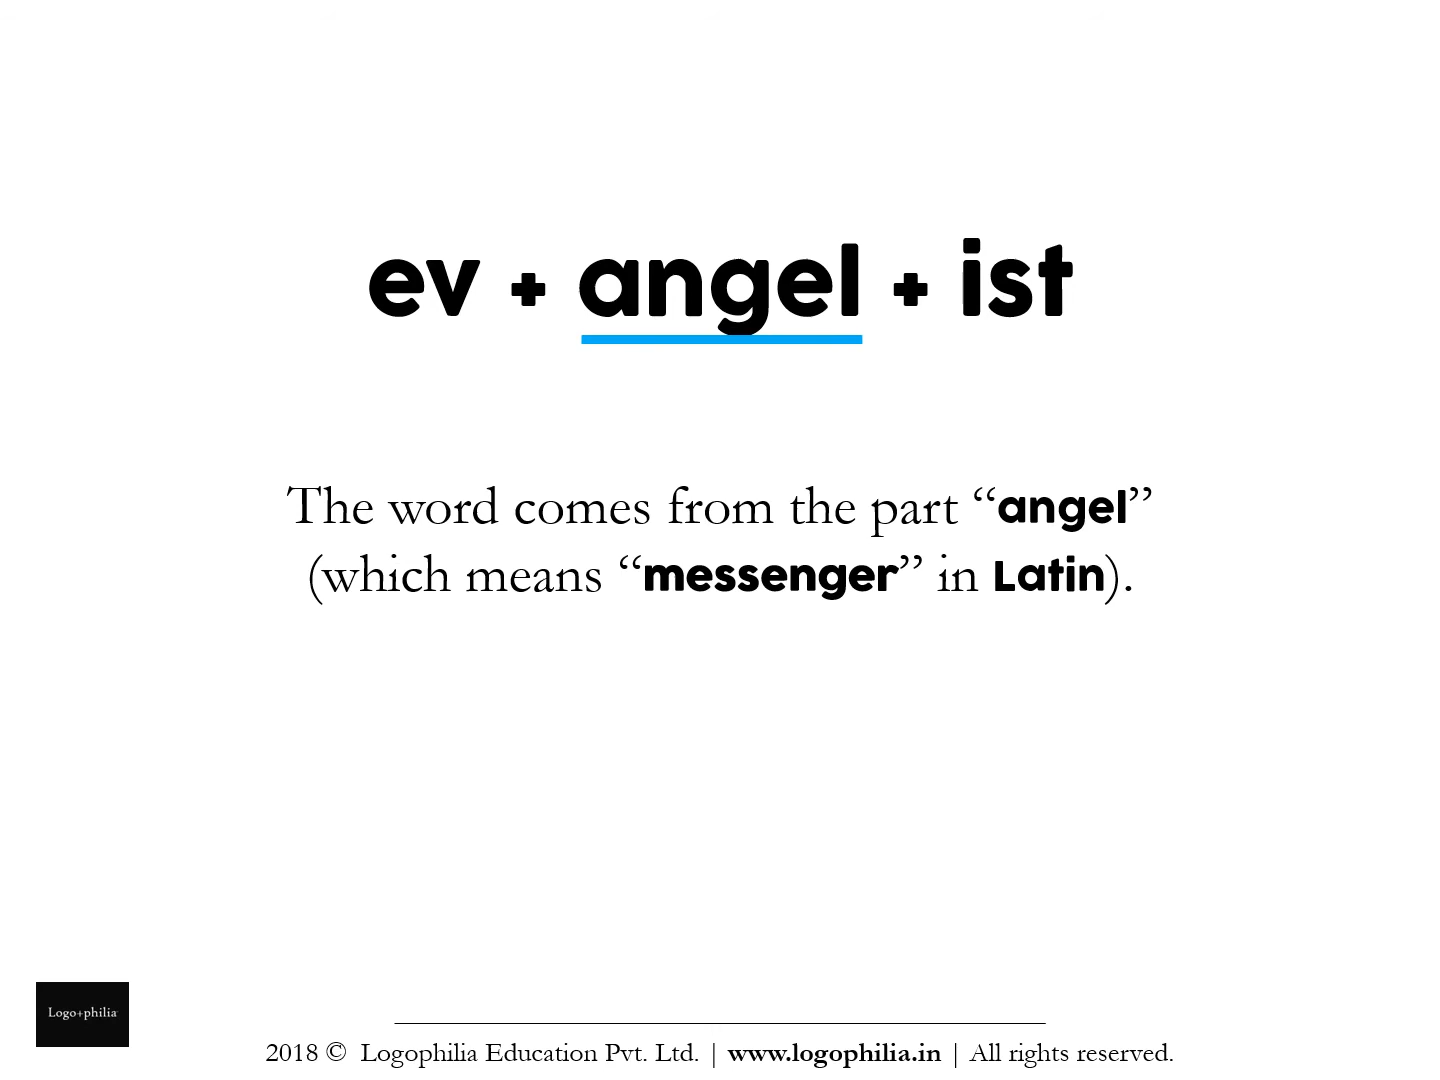 ev + angel + ist
The word comes from the part “angel”
(which means “messenger” in Latin).
Logo+philia
2018 © Logophilia Education Pvt. Ltd. | www.logophilia.in | All rights reserved.